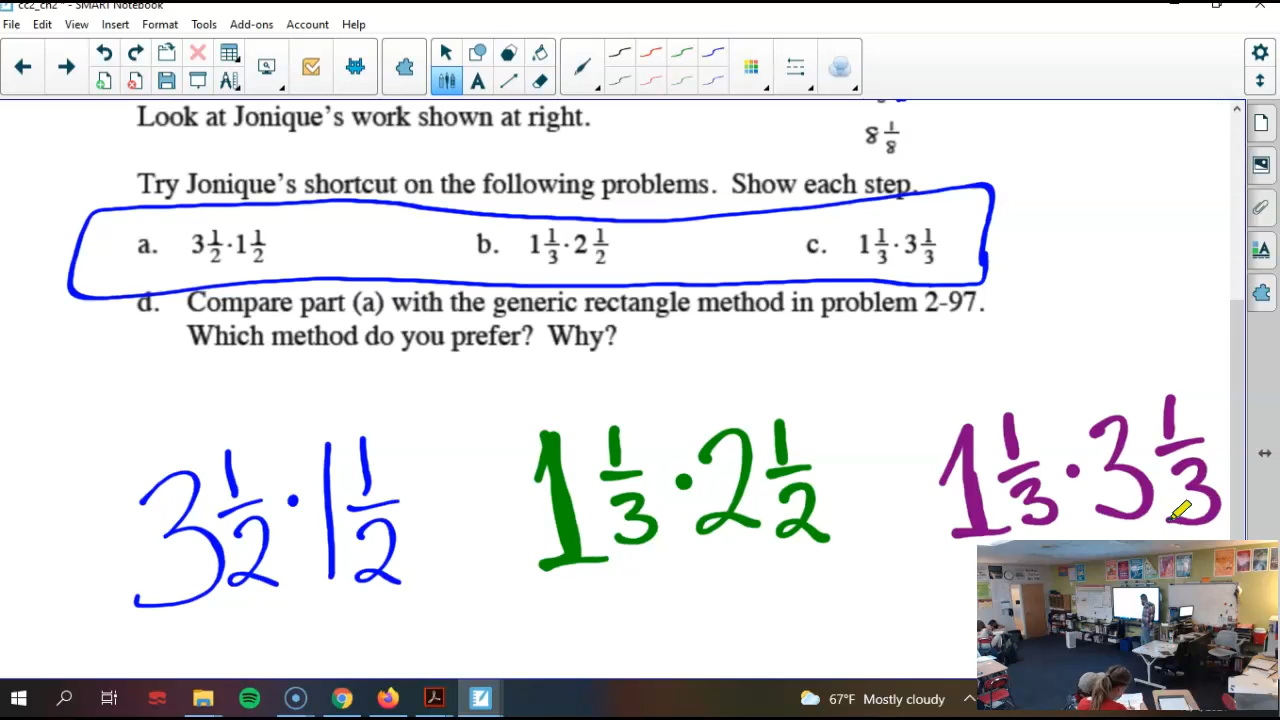 cc2_ch2 * - SMART Notebook
File Edit View Insert Format Tools Add-ons Account Help
Look at Jonique's work shown at right.
8 1/8
Try Jonique's shortcut on the following problems. Show each step.
a. 3 1/2 · 1 1/2 b. 1 1/3 · 2 1/2 c. 1 1/3 · 3 1/3
d. Compare part (a) with the generic rectangle method in problem 2-97.
Which method do you prefer? Why?
3 1/2 · 1 1/2 1 1/3 · 2 1/2 1 1/3 · 3 1/3
67°F Mostly cloudy